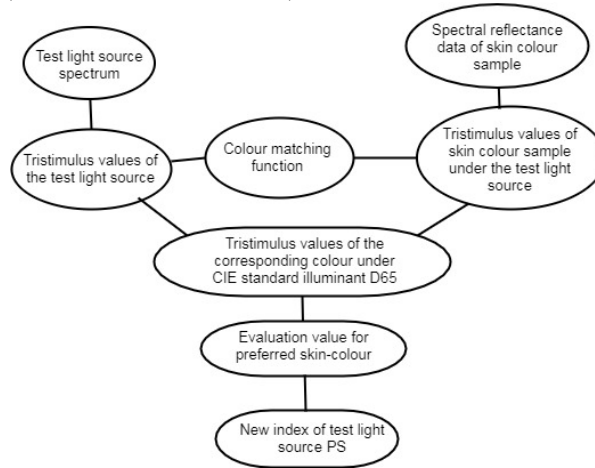 Test light source
spectrum
Spectral reflectance
data of skin colour
sample
Tristimulus values of
the test light source
Colour matching
function
Tristimulus values of
skin colour sample
under the test light
source
Tristimulus values of the
corresponding colour under
CIE standard illuminant D65
Evaluation value for
preferred skin-colour
New index of test light
source PS